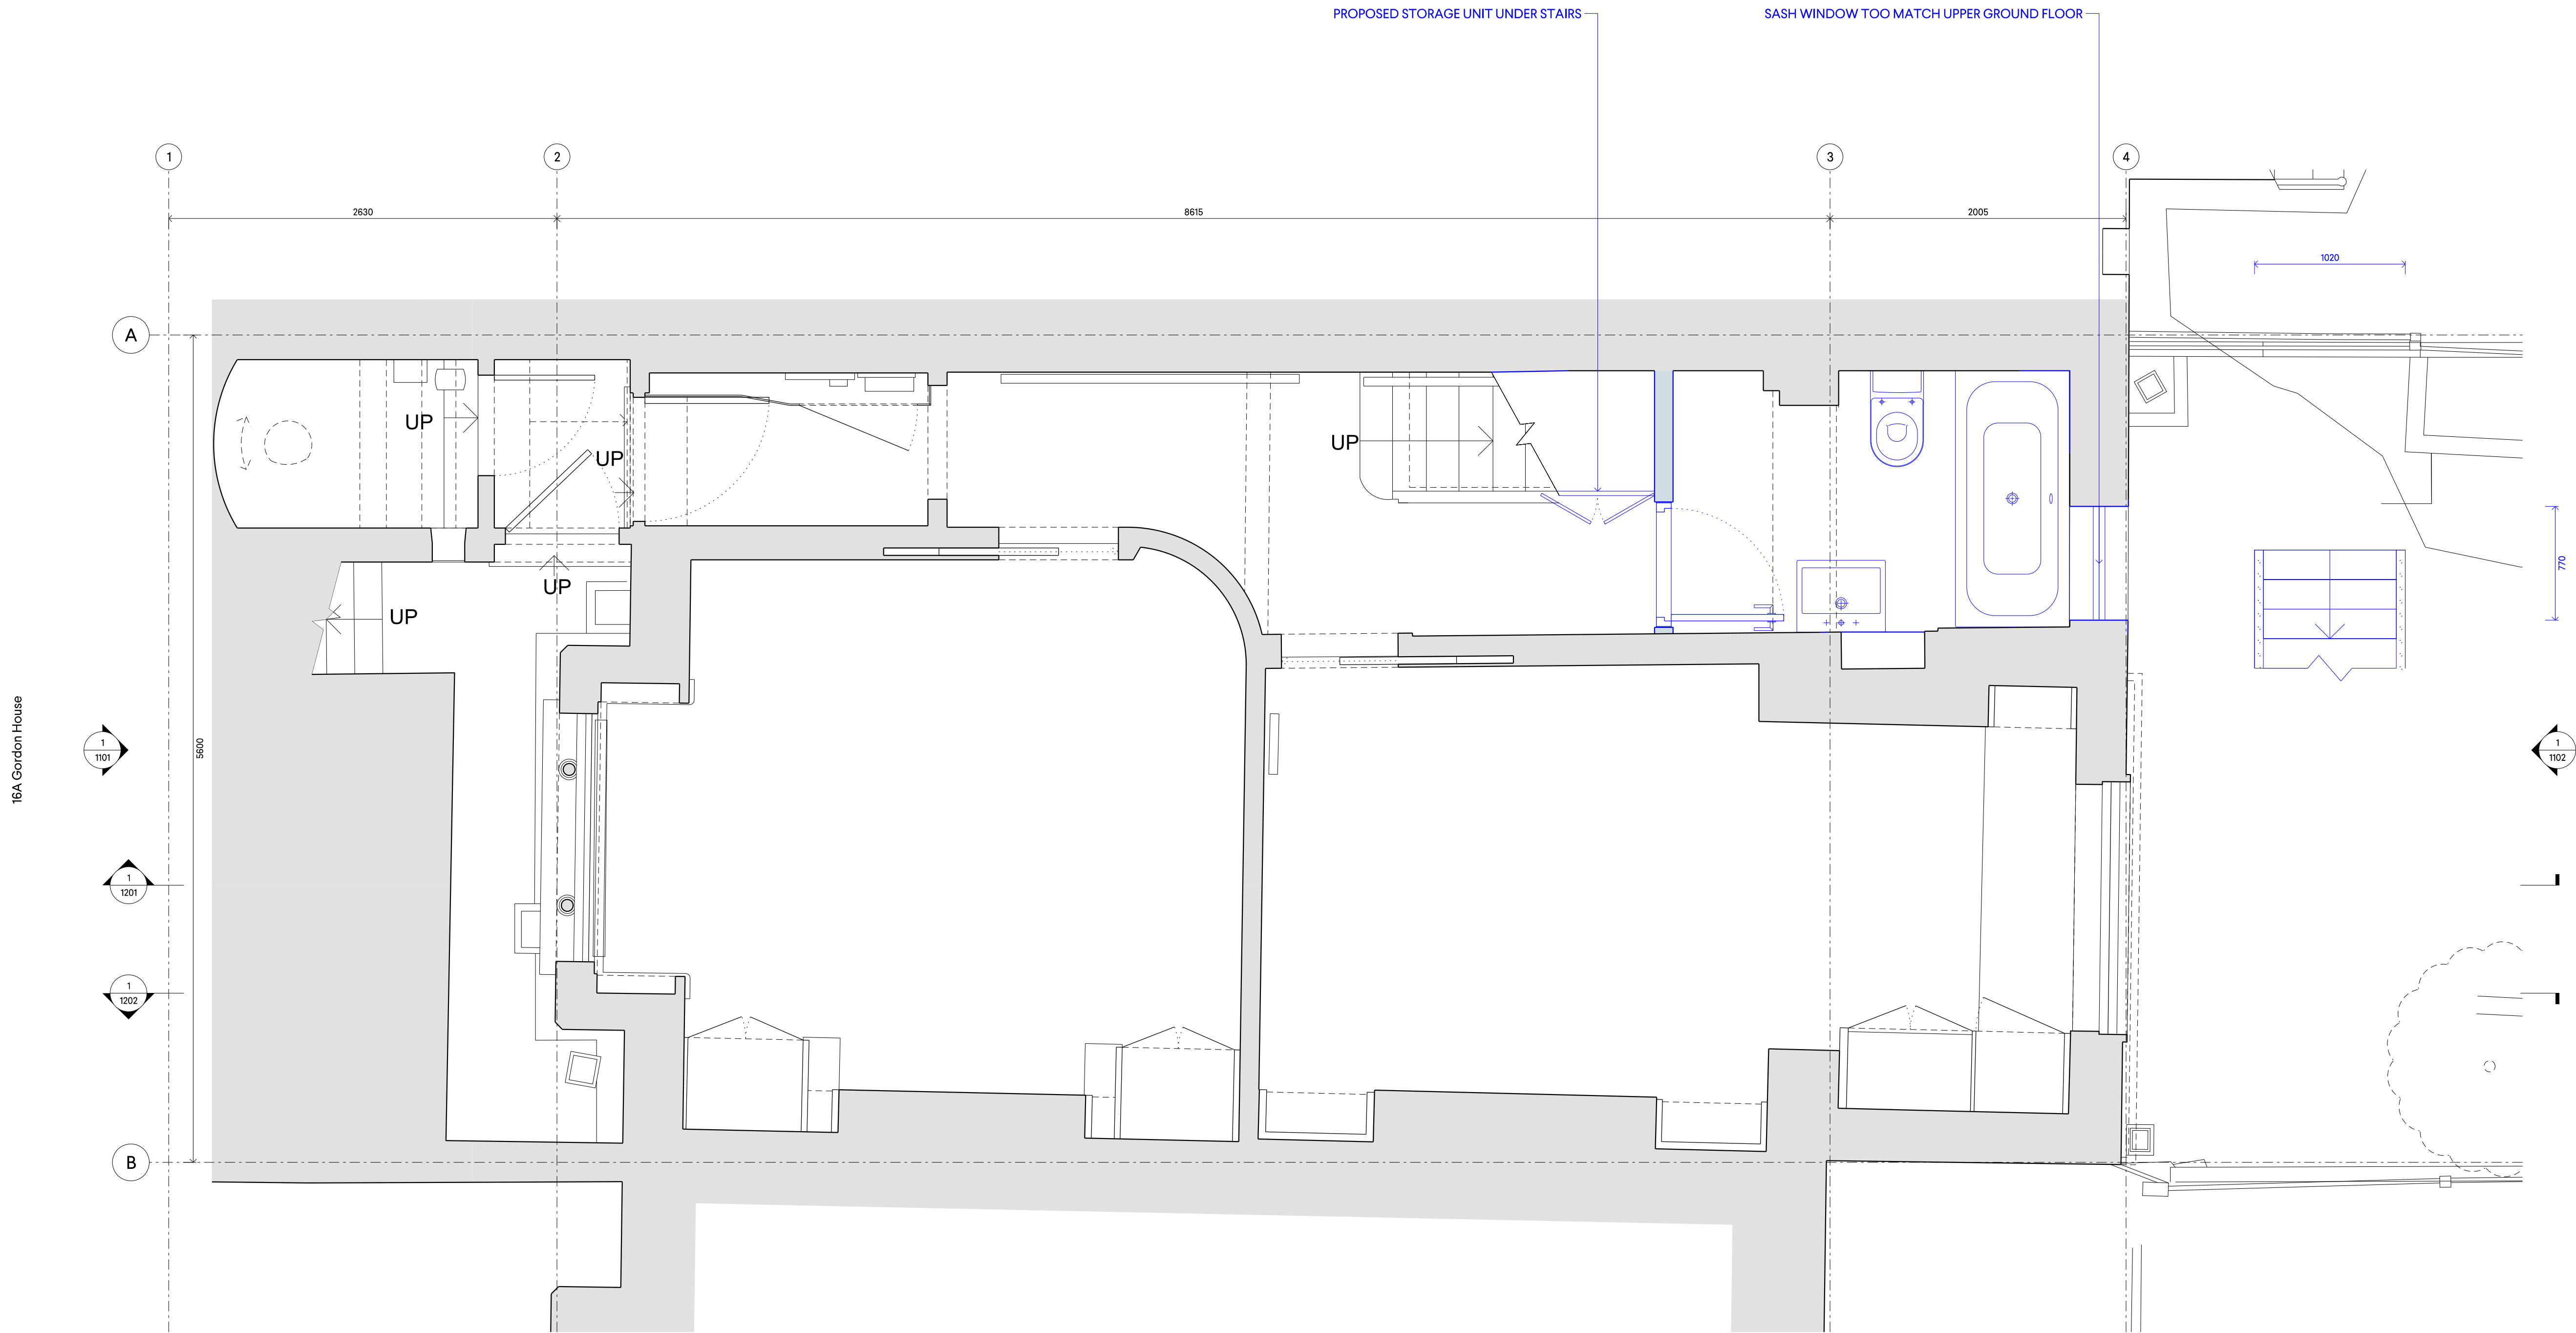 PROPOSED STORAGE UNIT UNDER STAIRS
SASH WINDOW TOO MATCH UPPER GROUND FLOOR
1
2
3
4
2630
8615
2005
1020
A
UP
UP
UP
UP
UP
770
16A Gordon House
1
1101
5600
1
1102
1
1201
1
1202
B